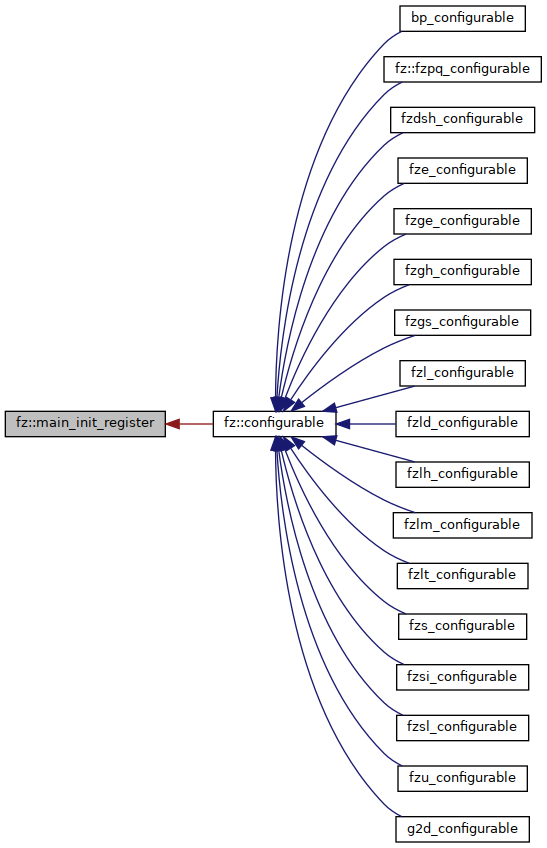 bp_configurable
fz::fzpq_configurable
fzdsh_configurable
fze_configurable
fzge_configurable
fzgh_configurable
fzgs_configurable
fzl_configurable
fz::main_init_register
fz::configurable
fzld_configurable
fzlh_configurable
fzlm_configurable
fzlt_configurable
fzs_configurable
fzsi_configurable
fzsl_configurable
fzu_configurable
g2d_configurable